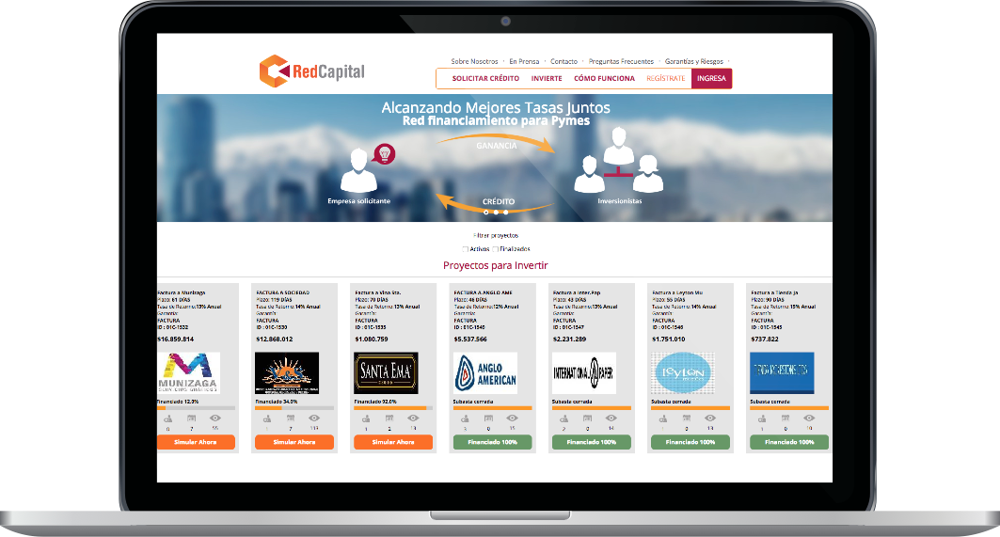 RedCapital
Sobre Nosotros · En Prensa · Contacto · Preguntas Frecuentes · Garantías y Riesgos ·
SOLICITAR CRÉDITO INVIERTE CÓMO FUNCIONA REGÍSTRATE INGRESA
Alcanzando Mejores Tasas Juntos
Red financiamiento para Pymes
GANANCIA
Empresa solicitante
CRÉDITO
Inversionistas
Filtrar proyectos
Activos Finalizados
Proyectos para Invertir
Factura a Munizaga
Plazo: 61 DÍAS
Tasa de Retorno:13% Anual
Garantía:
FACTURA
ID : 01C-1532
$16.859.814
MUNIZAGA
SERVICIOS GRÁFICOS
Financiado 12,0%
0 7 55
Simular Ahora
FACTURA A SOCIEDAD
Plazo: 119 DÍAS
Tasa de Retorno:14% Anual
Garantía:
FACTURA
ID : 01C-1530
$12.868.012
Financiado 34,9%
1 7 113
Simular Ahora
Factura a Vina Sta.
Plazo: 70 DÍAS
Tasa de Retorno:13% Anual
Garantía:
FACTURA
ID : 01C-1535
$1.080.759
SANTA EMA
Financiado 92,0%
1 2 13
Simular Ahora
FACTURA A ANGLO AME
Plazo: 46 DÍAS
Tasa de Retorno:12% Anual
Garantía:
FACTURA
ID : 01C-1549
$5.537.566
ANGLO
AMERICAN
Subasta cerrada
3 0 15
Financiado 100%
Factura a Inter.Pap
Plazo: 43 DÍAS
Tasa de Retorno:13% Anual
Garantía:
FACTURA
ID : 01C-1547
$2.231.289
INTERNATIONAL PAPER
Subasta cerrada
2 0 14
Financiado 100%
Factura a Leyton Mu
Plazo: 55 DÍAS
Tasa de Retorno:14% Anual
Garantía:
FACTURA
ID : 01C-1546
$1.751.010
LEYTON
Subasta cerrada
1 0 13
Financiado 100%
Factura a Tienda Ja
Plazo: 90 DÍAS
Tasa de Retorno:15% Anual
Garantía:
FACTURA
ID : 01C-1545
$737.822
Subasta cerrada
1 0 10
Financiado 100%